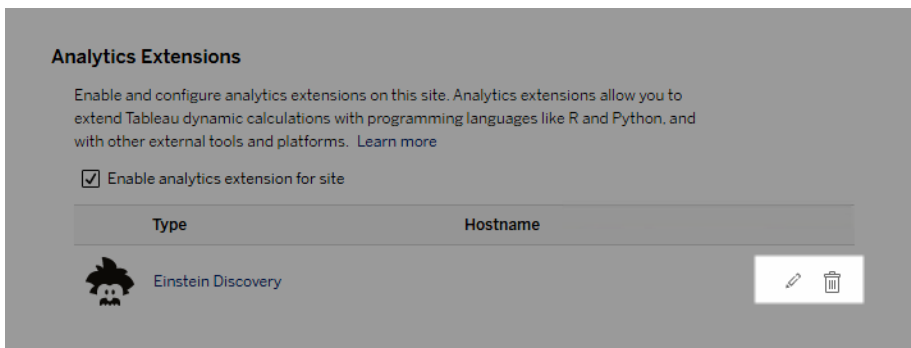 Analytics Extensions
Enable and configure analytics extensions on this site. Analytics extensions allow you to
extend Tableau dynamic calculations with programming languages like R and Python, and
with other external tools and platforms. Learn more
Enable analytics extension for site
Type Hostname
Einstein Discovery